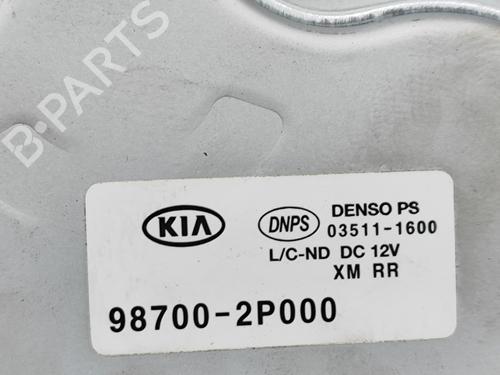 B-PARTS
KIA
DNPS
DENSO PS
03511-1600
L/C-ND DC 12V
XM RR
98700-2P000